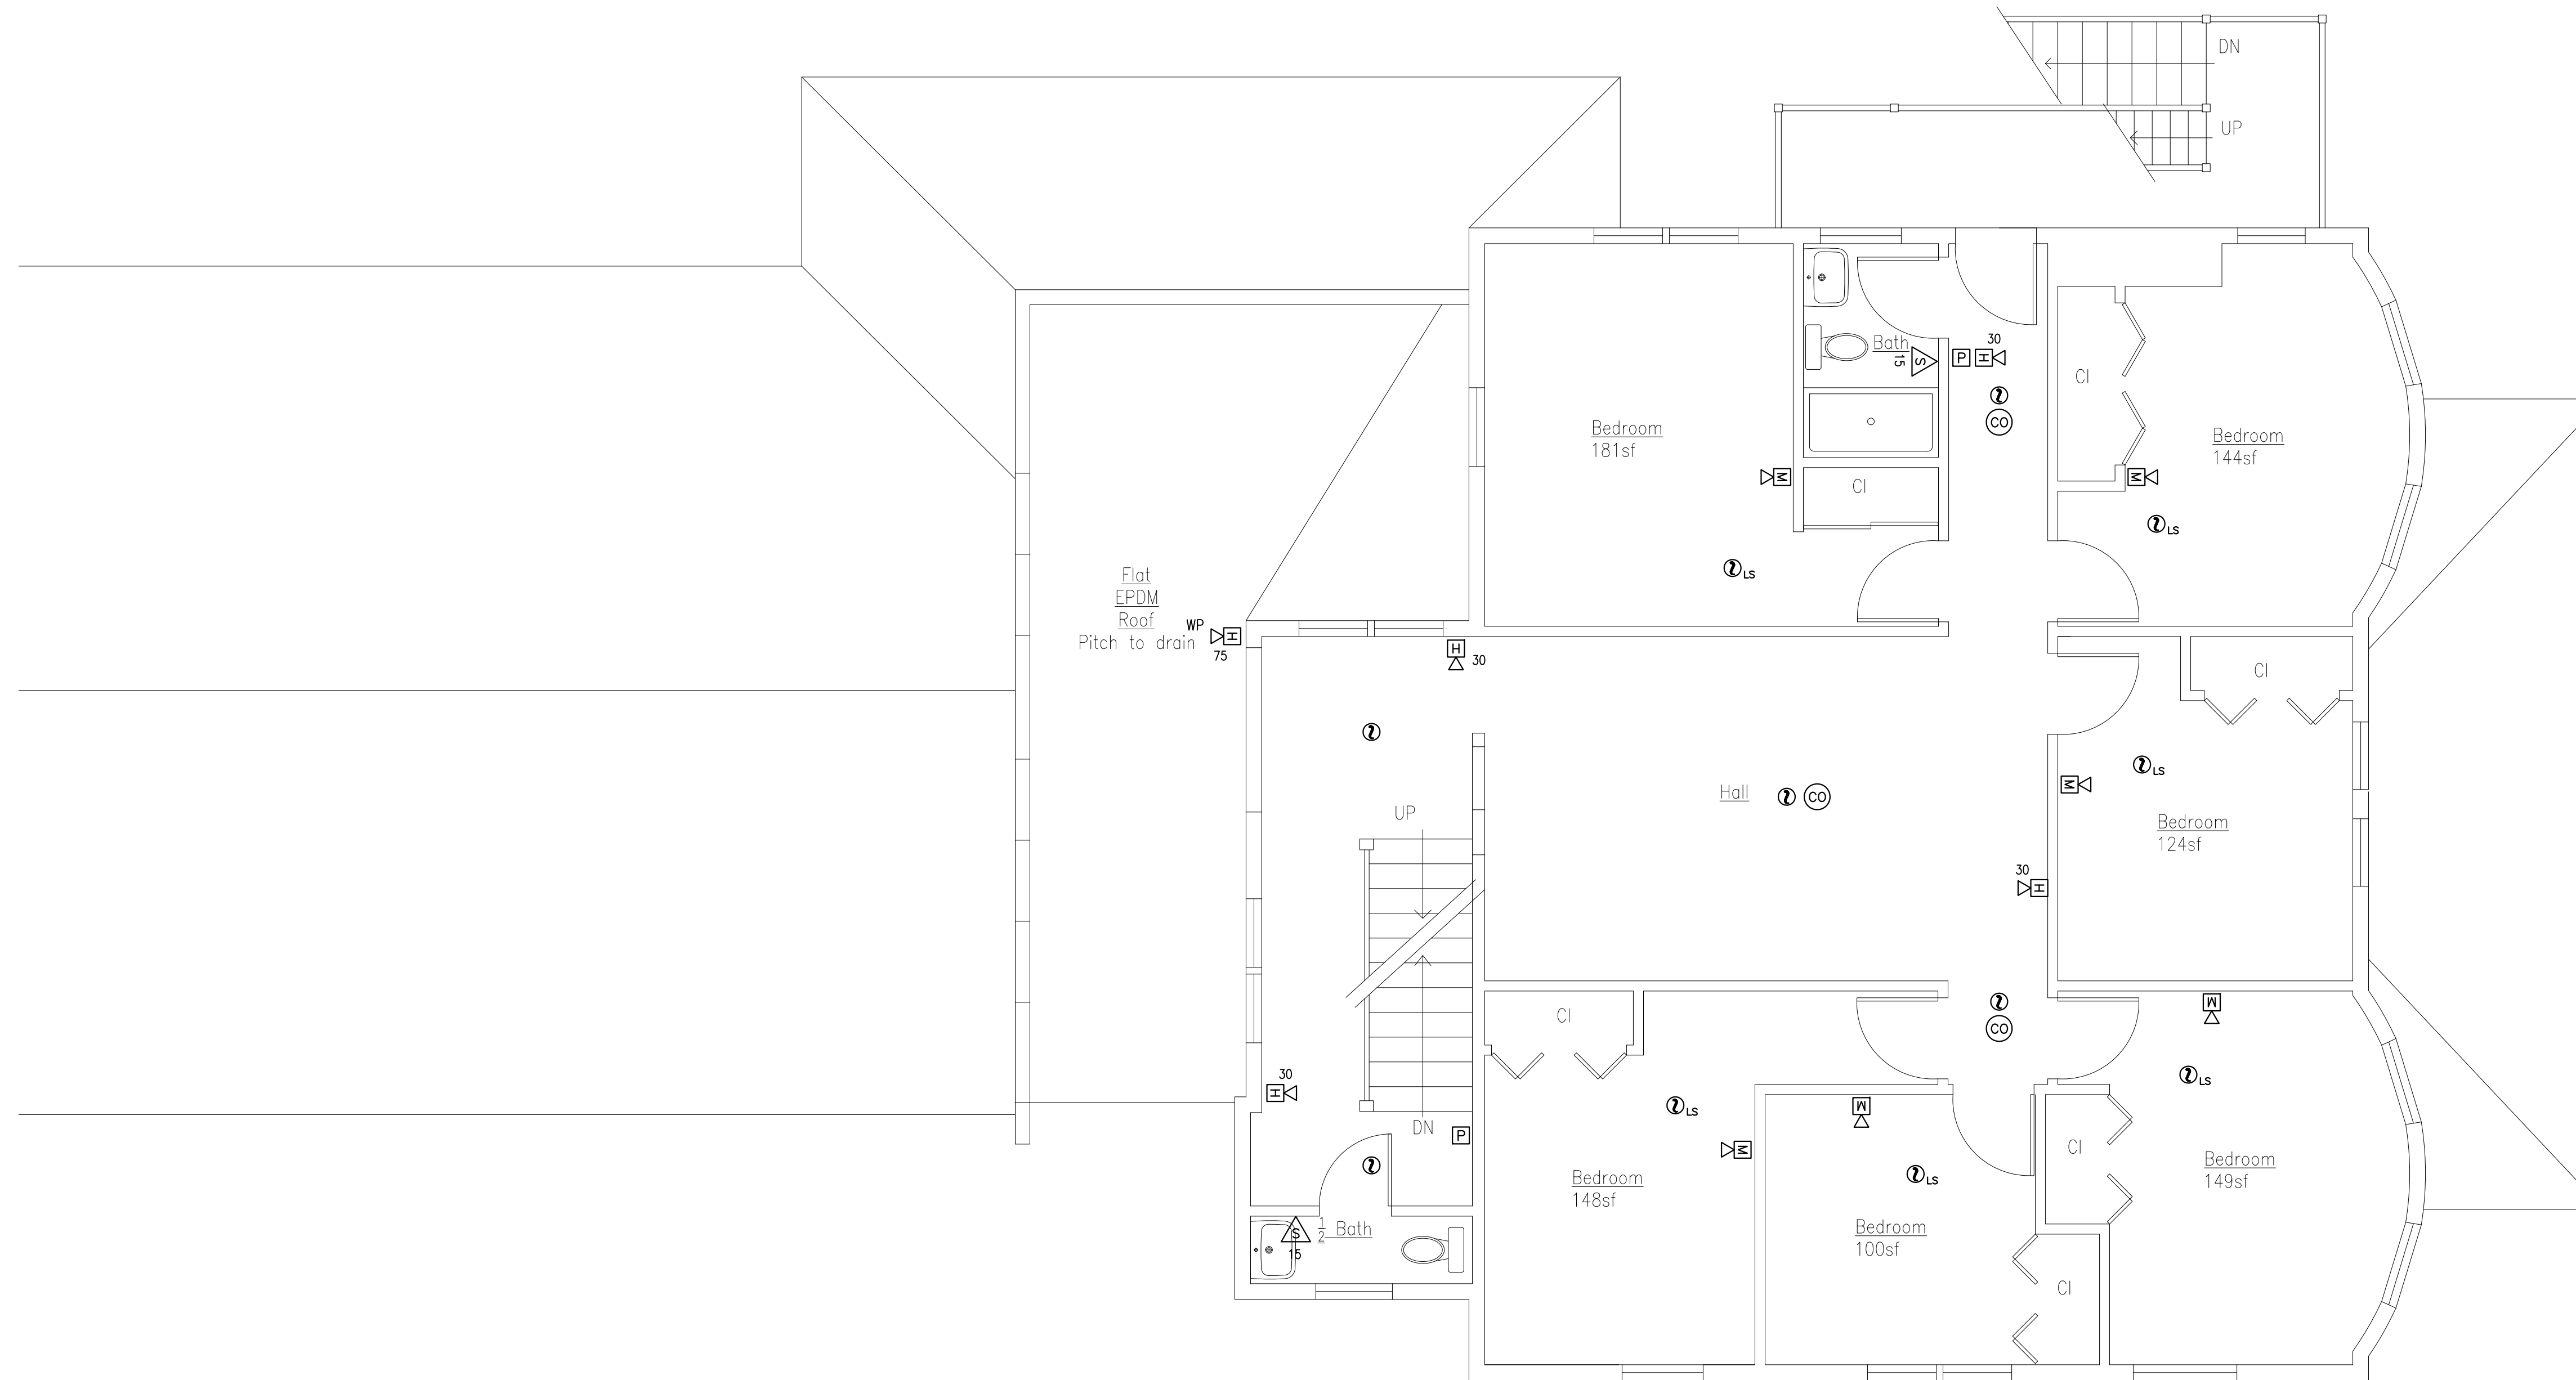 DN
UP
30
Bath
15
S
P
H
Cl
CO
Bedroom
181sf
Bedroom
144sf
M
Cl
M
LS
LS
Flat
EPDM
Roof
Pitch to drain
WP
H
75
H
30
Cl
LS
M
Hall
CO
UP
Bedroom
124sf
30
H
M
Cl
CO
LS
30
H
LS
M
DN
P
M
Cl
Bedroom
149sf
Bedroom
148sf
LS
S
1/2 Bath
15
Bedroom
100sf
Cl